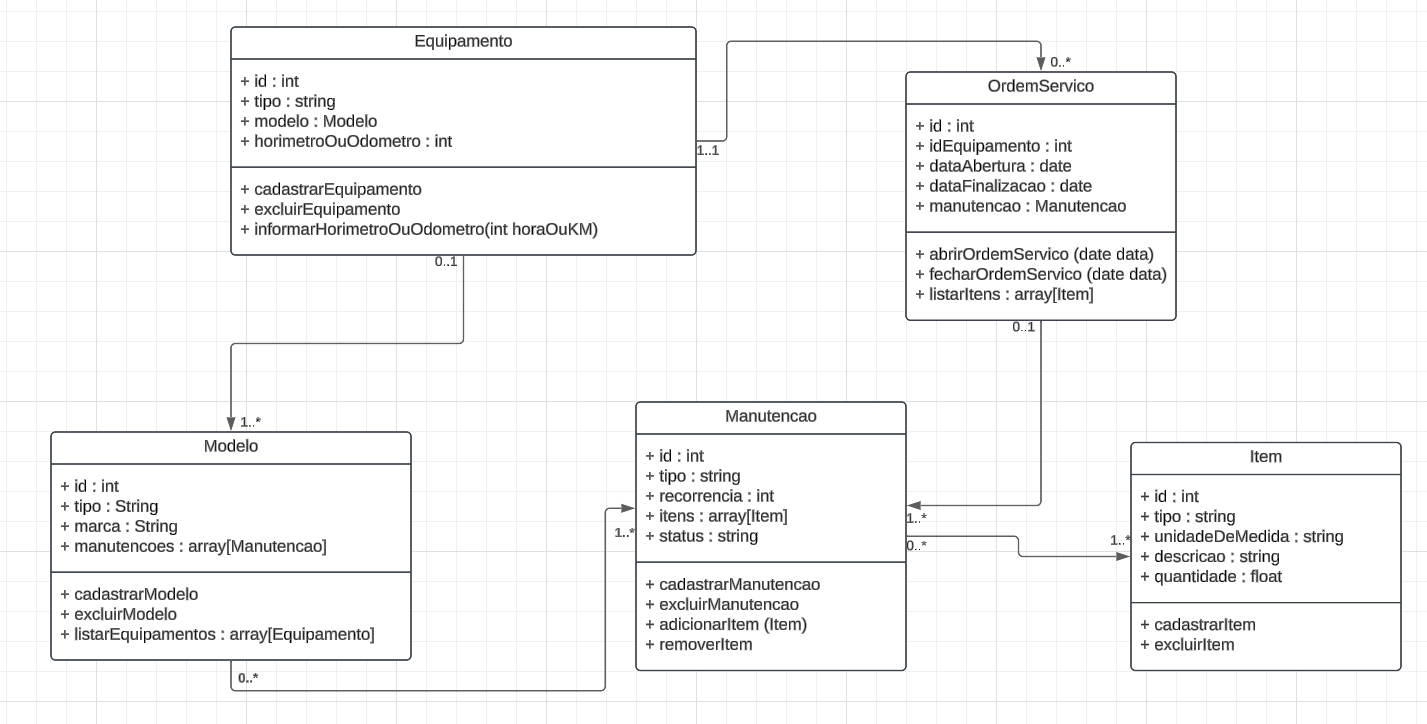 Equipamento
+ id : int
+ tipo : string
+ modelo : Modelo
+ horimetroOuOdometro : int
+ cadastrarEquipamento
+ excluirEquipamento
+ informarHorimetroOuOdometro(int horaOuKM)
1..1
0..1
0..*
OrdemServico
+ id : int
+ idEquipamento : int
+ dataAbertura : date
+ dataFinalizacao : date
+ manutencao : Manutencao
+ abrirOrdemServico (date data)
+ fecharOrdemServico (date data)
+ listarItens : array[Item]
0..1
1..*
Modelo
+ id : int
+ tipo : String
+ marca : String
+ manutencoes : array[Manutencao]
+ cadastrarModelo
+ excluirModelo
+ listarEquipamentos : array[Equipamento]
0..*
1..*
Manutencao
+ id : int
+ tipo : string
+ recorrencia : int
+ itens : array[Item]
+ status : string
+ cadastrarManutencao
+ excluirManutencao
+ adicionarItem (Item)
+ removerItem
1..*
0..*
1..*
Item
+ id : int
+ tipo : string
+ unidadeDeMedida : string
+ descricao : string
+ quantidade : float
+ cadastrarItem
+ excluirItem